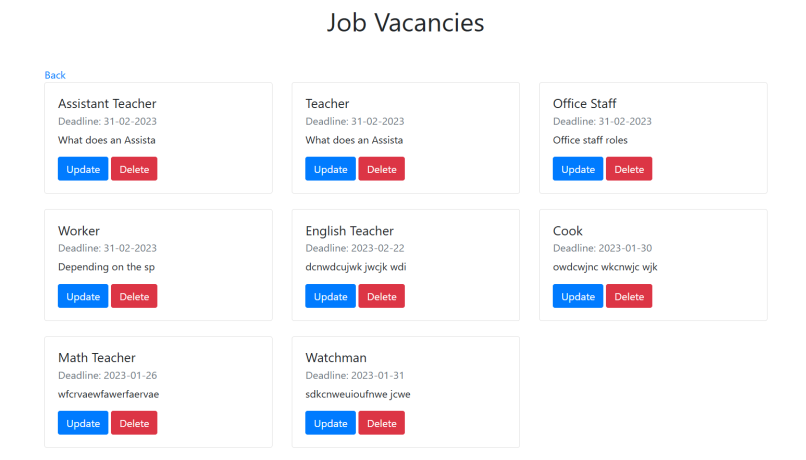 Job Vacancies
Back
Assistant Teacher
Deadline: 31-02-2023
What does an Assista
Update Delete
Teacher
Deadline: 31-02-2023
What does an Assista
Update Delete
Office Staff
Deadline: 31-02-2023
Office staff roles
Update Delete
Worker
Deadline: 31-02-2023
Depending on the sp
Update Delete
English Teacher
Deadline: 2023-02-22
dcnwdcujwk jwcjk wdi
Update Delete
Cook
Deadline: 2023-01-30
owdcwjnc wkcnwjc wjk
Update Delete
Math Teacher
Deadline: 2023-01-26
wfcrvaewfawerfaervae
Update Delete
Watchman
Deadline: 2023-01-31
sdkcnweuioufnwe jcwe
Update Delete